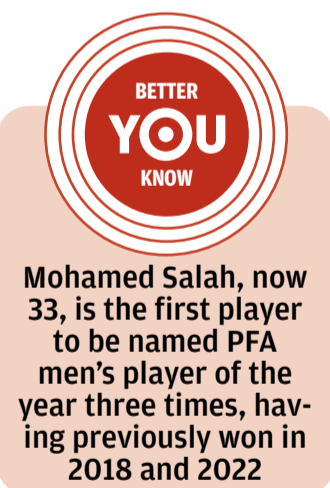 BETTER
YOU
KNOW
Mohamed Salah, now
33, is the first player
to be named PFA
men's player of the
year three times, hav-
ing previously won in
2018 and 2022